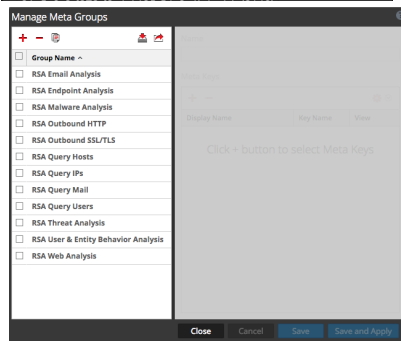 Manage Meta Groups
Group Name ^
RSA Email Analysis
RSA Endpoint Analysis
RSA Malware Analysis
RSA Outbound HTTP
RSA Outbound SSL/TLS
RSA Query Hosts
RSA Query IPs
RSA Query Mail
RSA Query Users
RSA Threat Analysis
RSA User & Entity Behavior Analysis
RSA Web Analysis
Name
Meta Keys
Display Name Key Name View
Click + button to select Meta Keys
Close Cancel Save Save and Apply